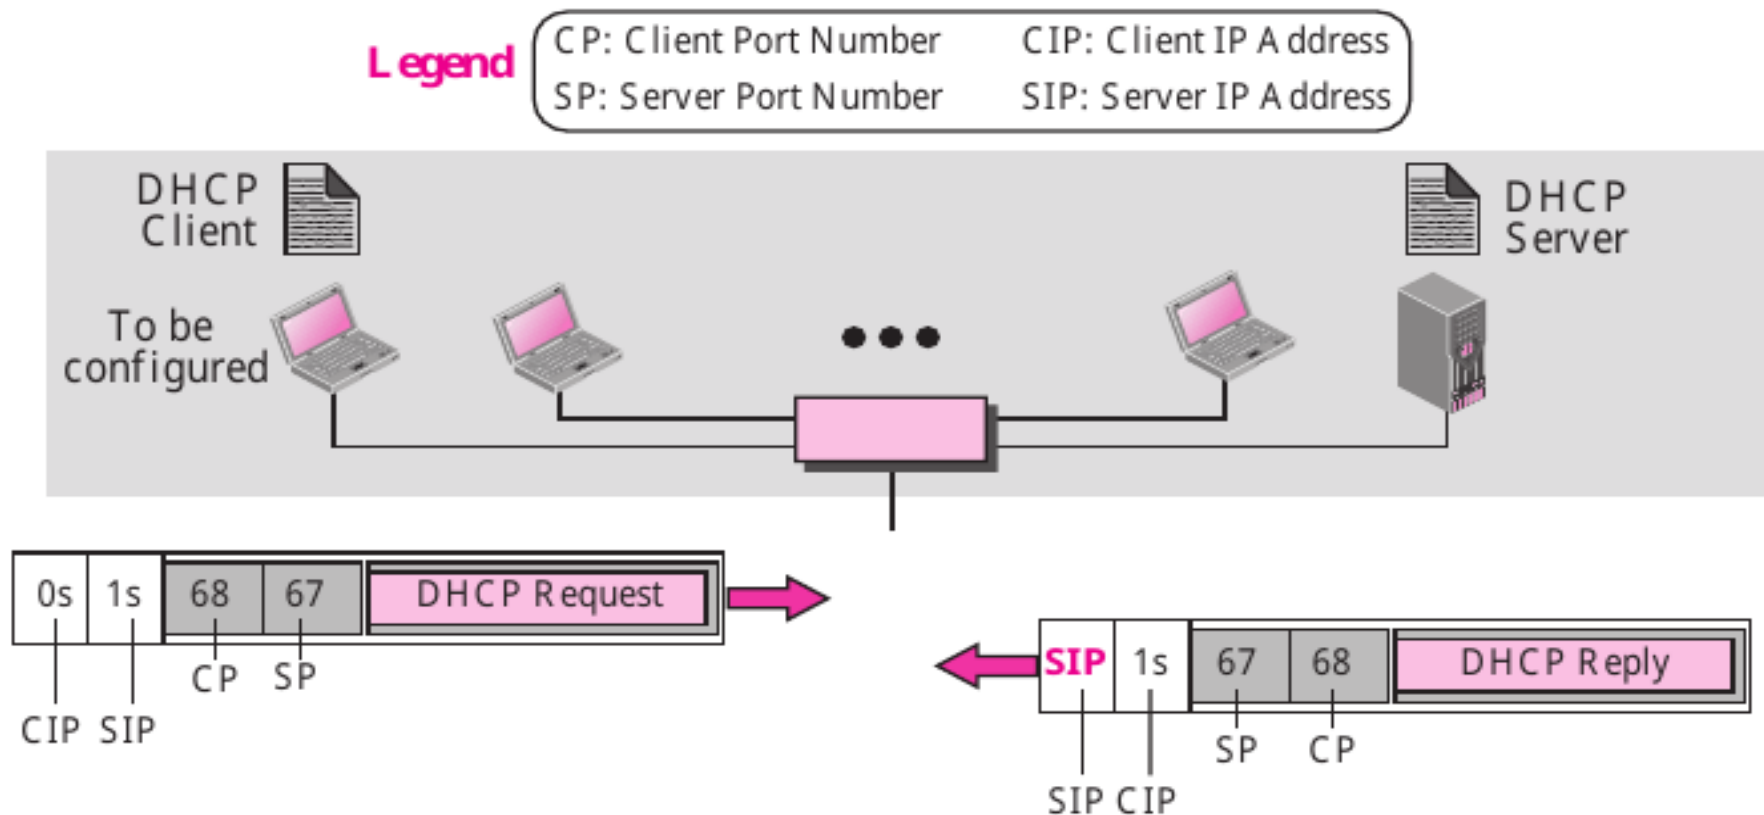 Legend
CP: Client Port Number CIP: Client IP Address
SP: Server Port Number SIP: Server IP Address
DHCP
Client
DHCP
Server
To be
configured
0s 1s 68 67 DHCP Request
CP SP
CIP SIP
SIP 1s 67 68 DHCP Reply
SP CP
SIP CIP